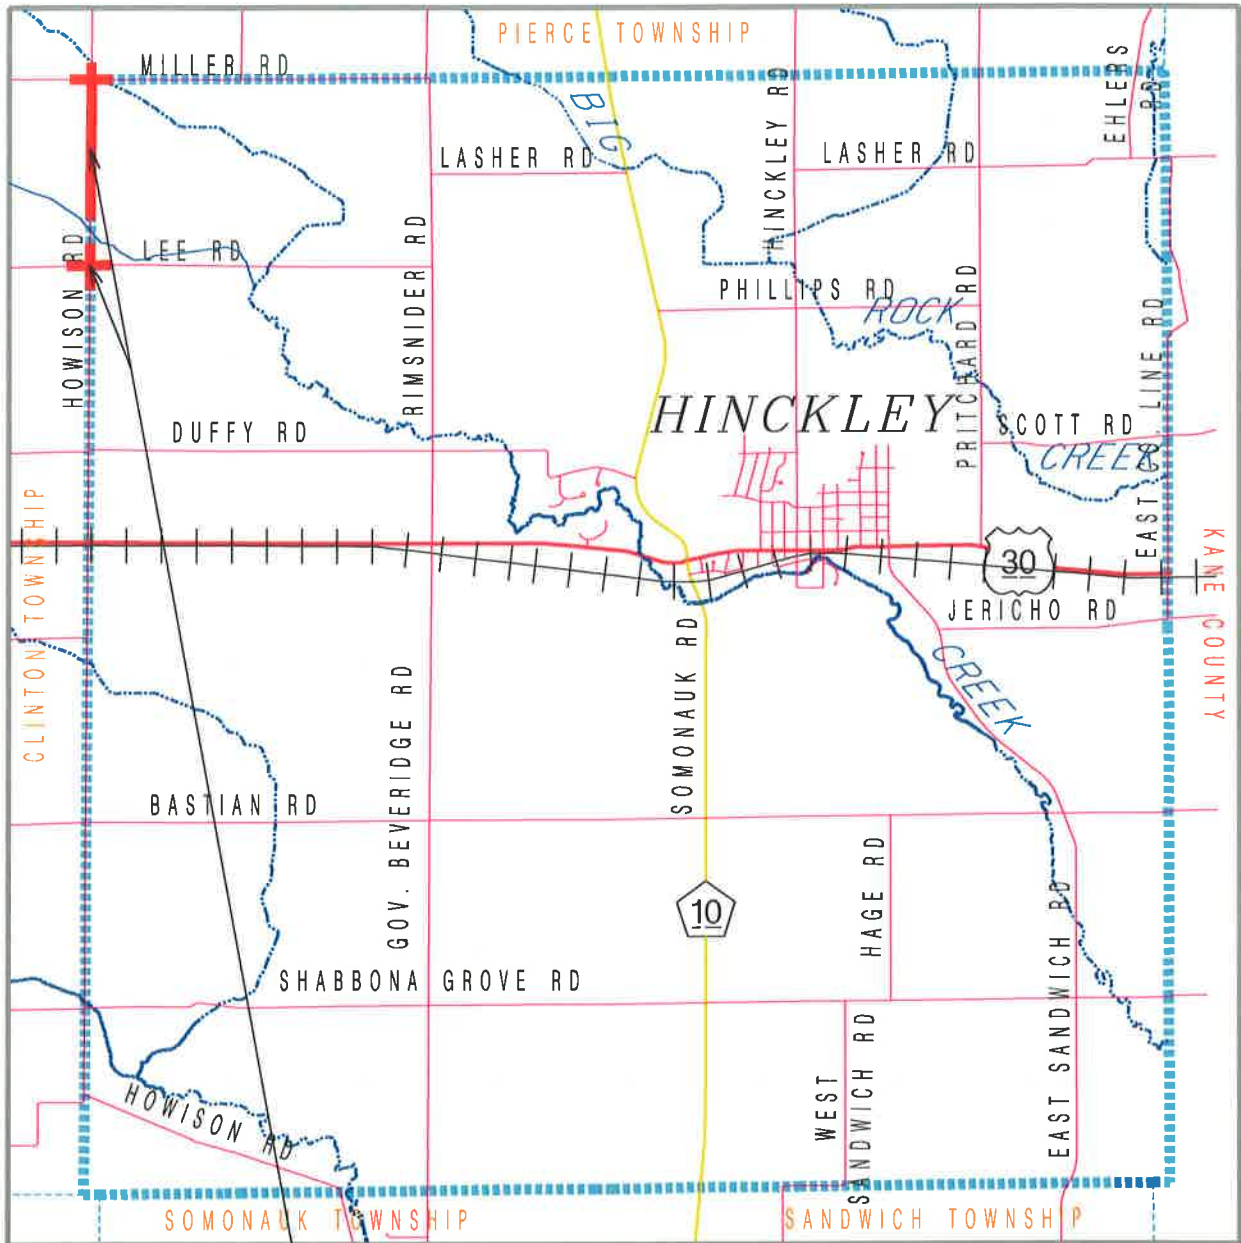 PIERCE TOWNSHIP
MILLER RD
BIG
HINCKLEY RD
EHLERS
RD
LASHER RD
LASHER RD
HOWISON RD
LEE RD
RIMSNIDER RD
PHILLIPS RD
ROCK
PRITCHARD RD
EAST CO LINE RD
HINCKLEY
DUFFY RD
SCOTT RD
CREEK
CLINTON TOWNSHIP
30
KANE COUNTY
JERICHO RD
GOV. BEVERIDGE RD
SOMONAUK RD
CREEK
BASTIAN RD
HAGE RD
10
EAST SANDWICH RD
SHABBONA GROVE RD
WEST
SANDWICH RD
HOWISON RD
SOMONAUK TOWNSHIP
SANDWICH TOWNSHIP